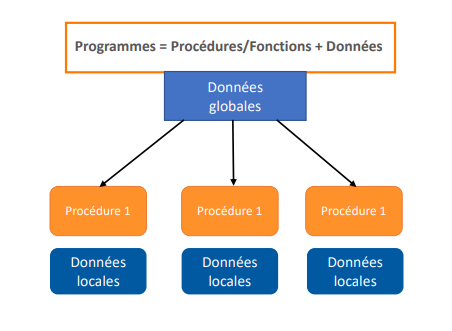 Programmes = Procédures/Fonctions + Données
Données
globales
Procédure 1
Procédure 1
Procédure 1
Données
locales
Données
locales
Données
locales